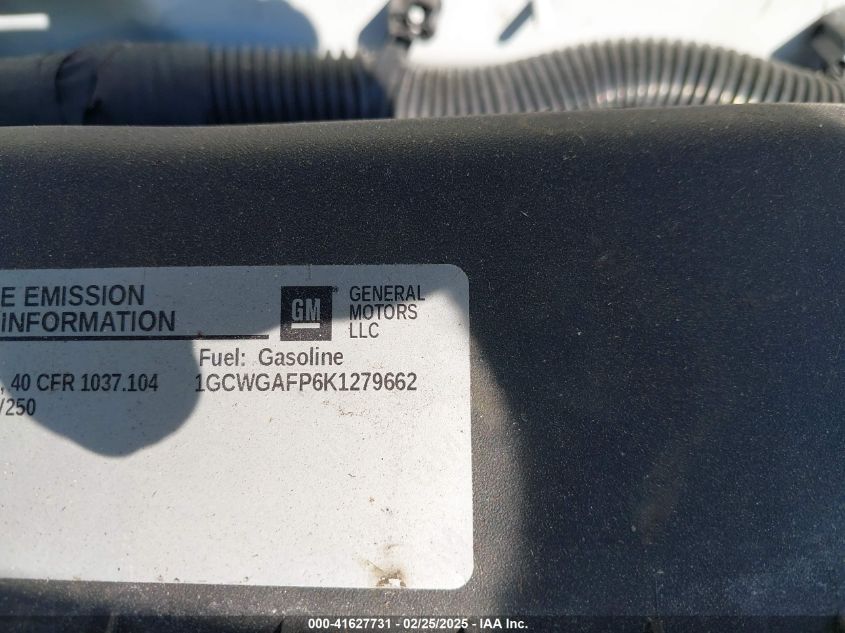 E EMISSION
INFORMATION
GM
GENERAL
MOTORS
LLC
Fuel: Gasoline
, 40 CFR 1037.104 1GCWGAFP6K1279662
/250
000-41627731 - 02/25/2025 - IAA Inc.